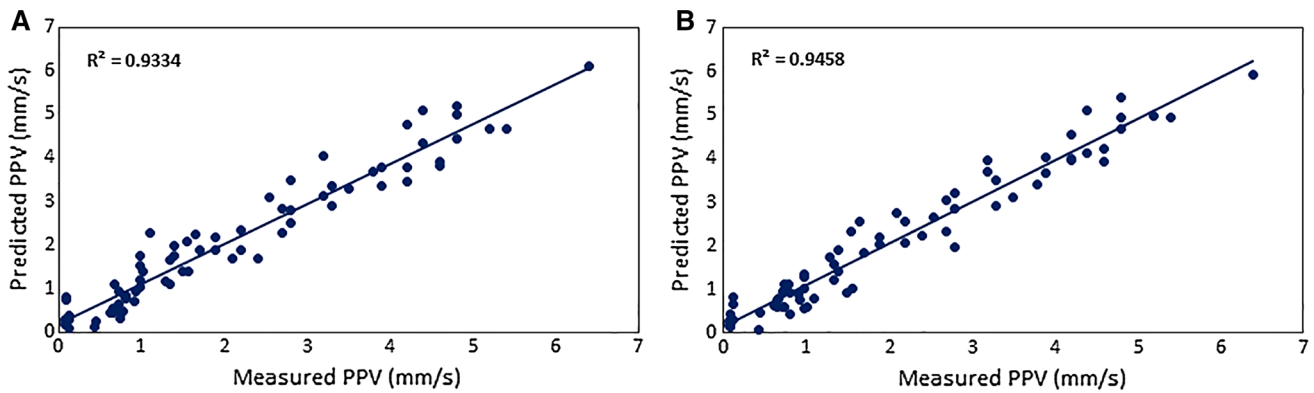 A
R² = 0.9334
Predicted PPV (mm/s)
7
6
5
4
3
2
1
0
0 1 2 3 4 5 6 7
Measured PPV (mm/s)
B
R² = 0.9458
Predicted PPV (mm/s)
7
6
5
4
3
2
1
0
0 1 2 3 4 5 6 7
Measured PPV (mm/s)